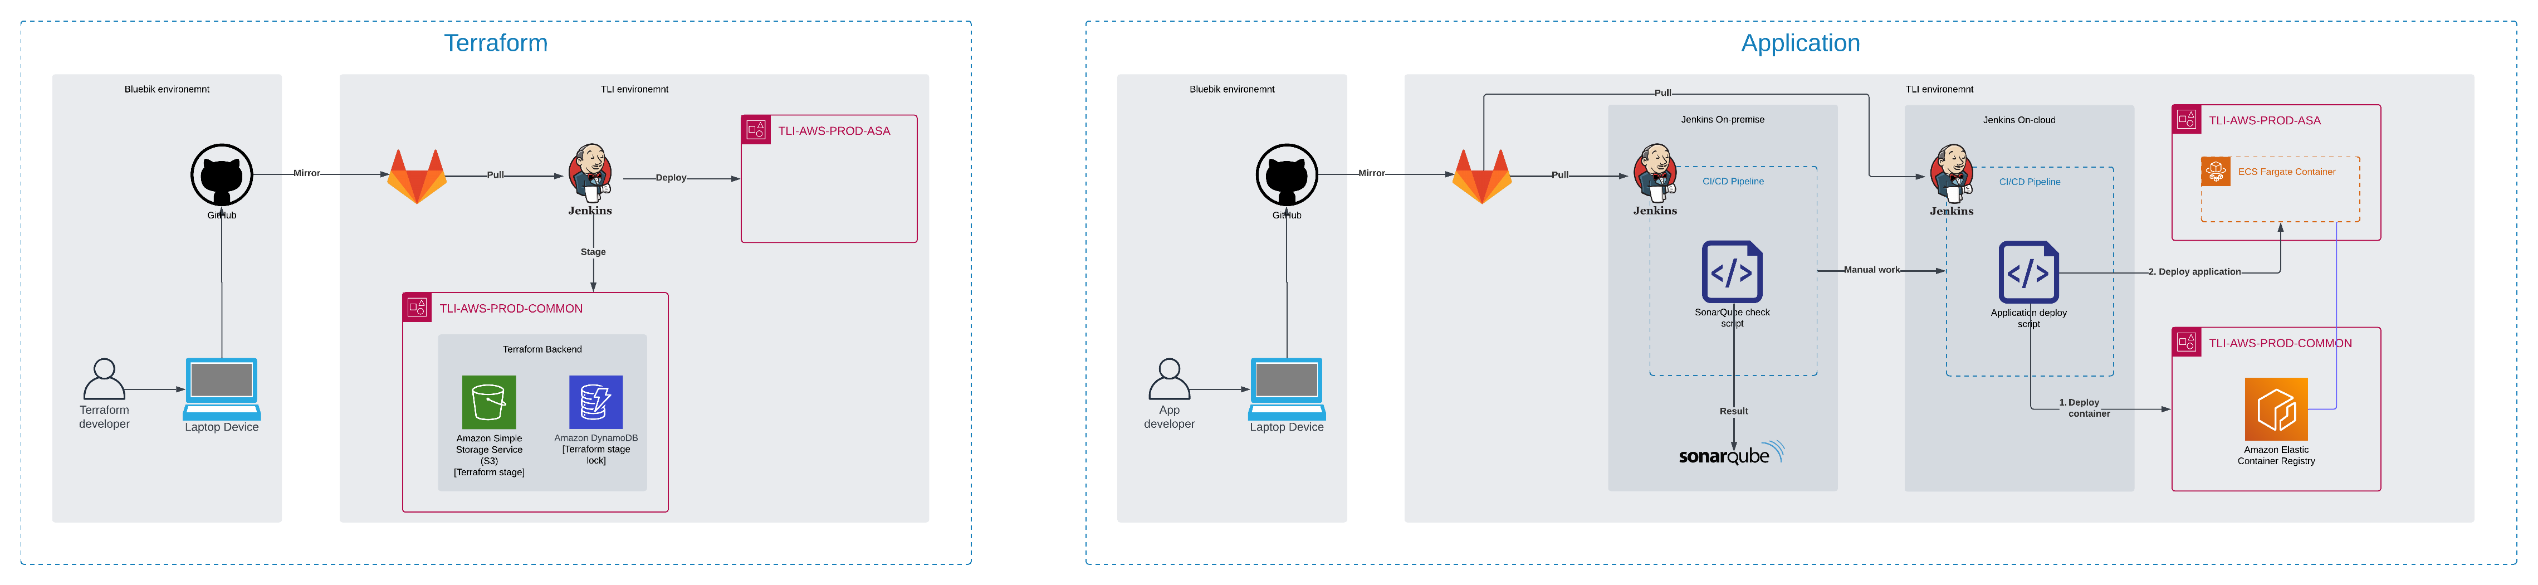 Terraform
Bluebik environemnt
TLI environemnt
TLI-AWS-PROD-ASA
GitHub
Mirror
Pull
Jenkins
Deploy
Stage
TLI-AWS-PROD-COMMON
Terraform Backend
Amazon Simple
Storage Service
(S3)
[Terraform stage]
Amazon DynamoDB
[Terraform stage
lock]
Terraform
developer
Laptop Device
Application
Bluebik environemnt
TLI environemnt
Pull
Jenkins On-premise
Jenkins On-cloud
TLI-AWS-PROD-ASA
GitHub
Mirror
Pull
Jenkins
CI/CD Pipeline
Jenkins
CI/CD Pipeline
ECS Fargate Container
SonarQube check
script
Manual work
Application deploy
script
2. Deploy application
TLI-AWS-PROD-COMMON
1. Deploy
container
Result
sonarqube
Amazon Elastic
Container Registry
App
developer
Laptop Device